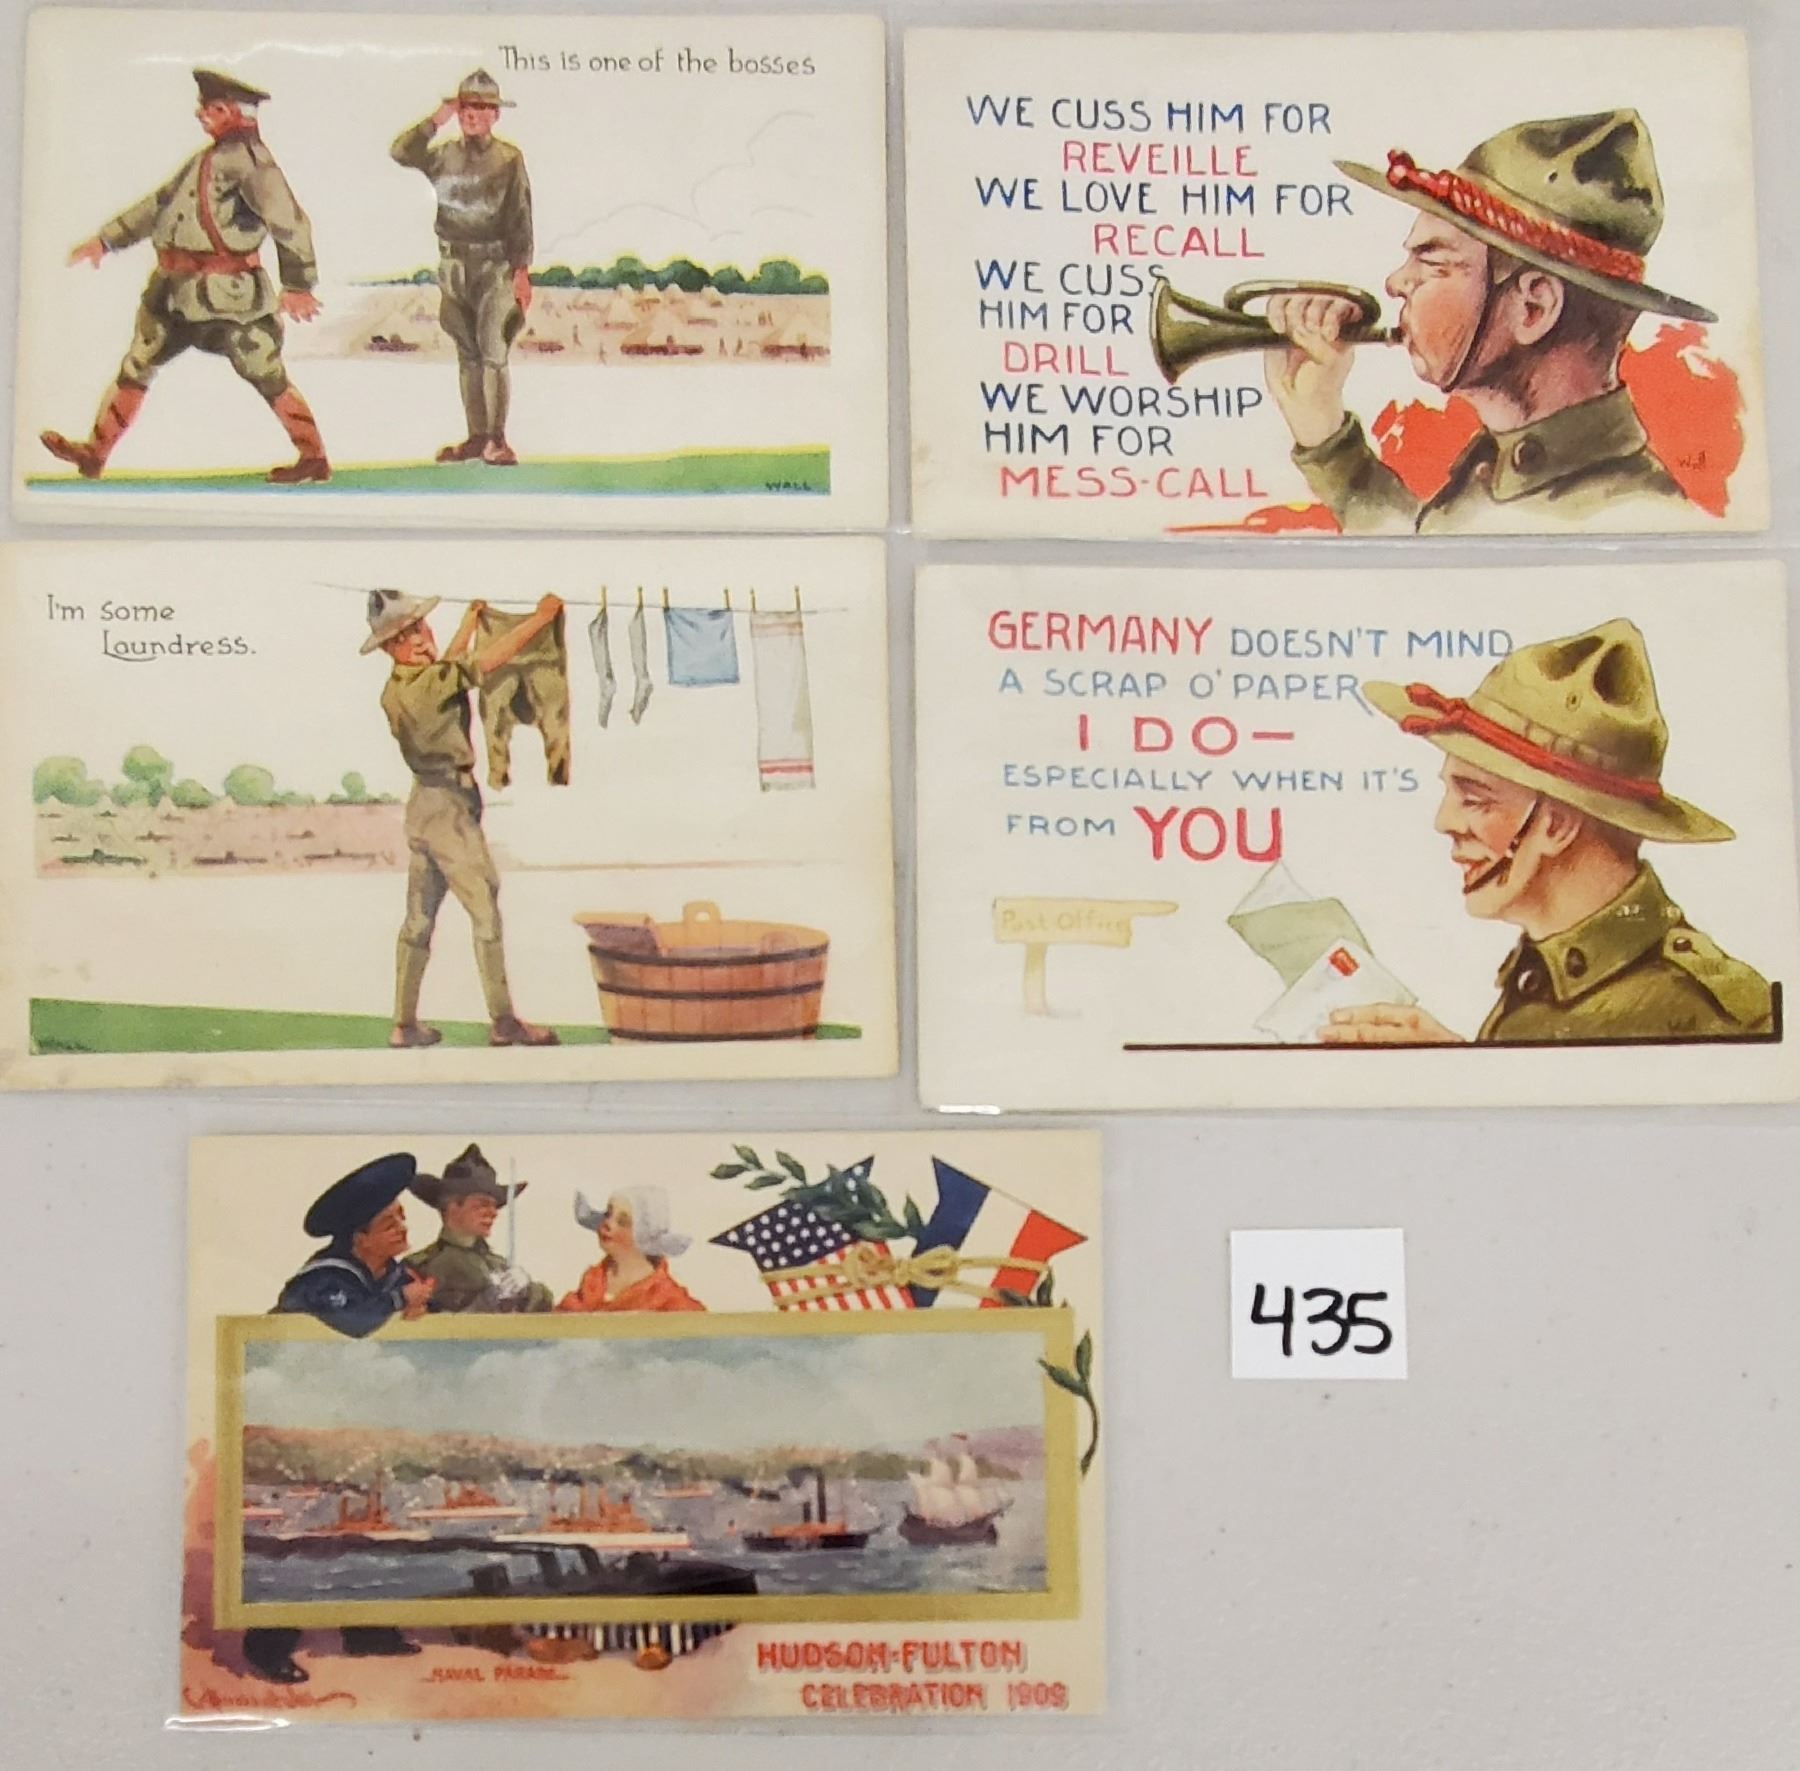 This is one of the bosses
WALL
WE CUSS HIM FOR
REVEILLE
WE LOVE HIM FOR
RECALL
WE CUSS
HIM FOR
DRILL
WE WORSHIP
HIM FOR
MESS-CALL
Wall
I'm some
Laundress.
WALL
GERMANY DOESN'T MIND
A SCRAP O' PAPER
I DO—
ESPECIALLY WHEN IT'S
FROM YOU
Post Office
435
NAVAL PARADE
HUDSON-FULTON
CELEBRATION 1909